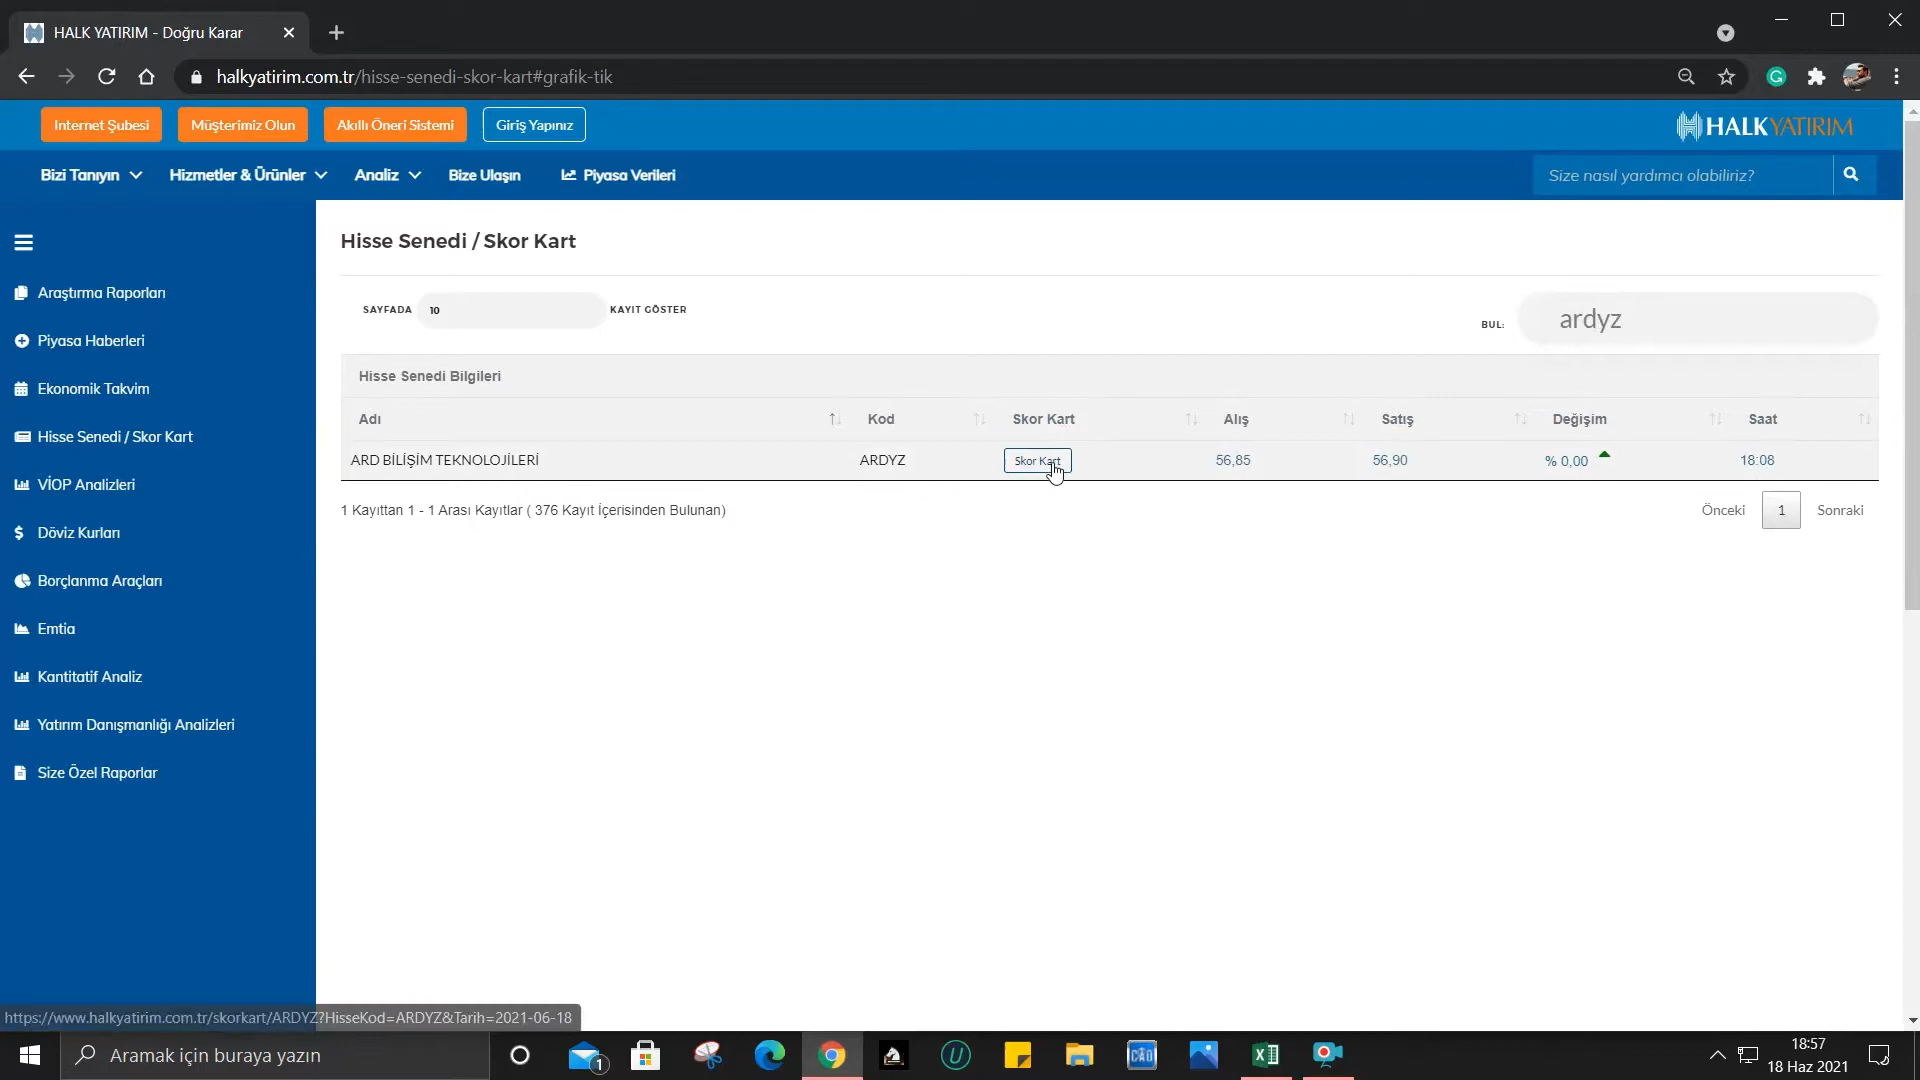 HALK YATIRIM - Doğru Karar
halkyatirim.com.tr/hisse-senedi-skor-kart#grafik-tik
Internet Şubesi
Müşterimiz Olun
Akıllı Öneri Sistemi
Giriş Yapınız
HALKYATIRIM
Bizi Tanıyın
Hizmetler & Ürünler
Analiz
Bize Ulaşın
Piyasa Verileri
Size nasıl yardımcı olabiliriz?
Araştırma Raporları
Piyasa Haberleri
Ekonomik Takvim
Hisse Senedi / Skor Kart
VİOP Analizleri
Döviz Kurları
Borçlanma Araçları
Emtia
Kantitatif Analiz
Yatırım Danışmanlığı Analizleri
Size Özel Raporlar
Hisse Senedi / Skor Kart
SAYFADA 10 KAYIT GÖSTER
BUL: ardyz
Hisse Senedi Bilgileri
Adı Kod Skor Kart Alış Satış Değişim Saat
ARD BİLİŞİM TEKNOLOJİLERİ ARDYZ Skor Kart 56,85 56,90 % 0,00 18:08
1 Kayıttan 1 - 1 Arası Kayıtlar ( 376 Kayıt İçerisinden Bulunan)
Önceki 1 Sonraki
https://www.halkyatirim.com.tr/skorkart/ARDYZ?HisseKod=ARDYZ&Tarih=2021-06-18
Aramak için buraya yazın
1
CAD
18:57
18 Haz 2021